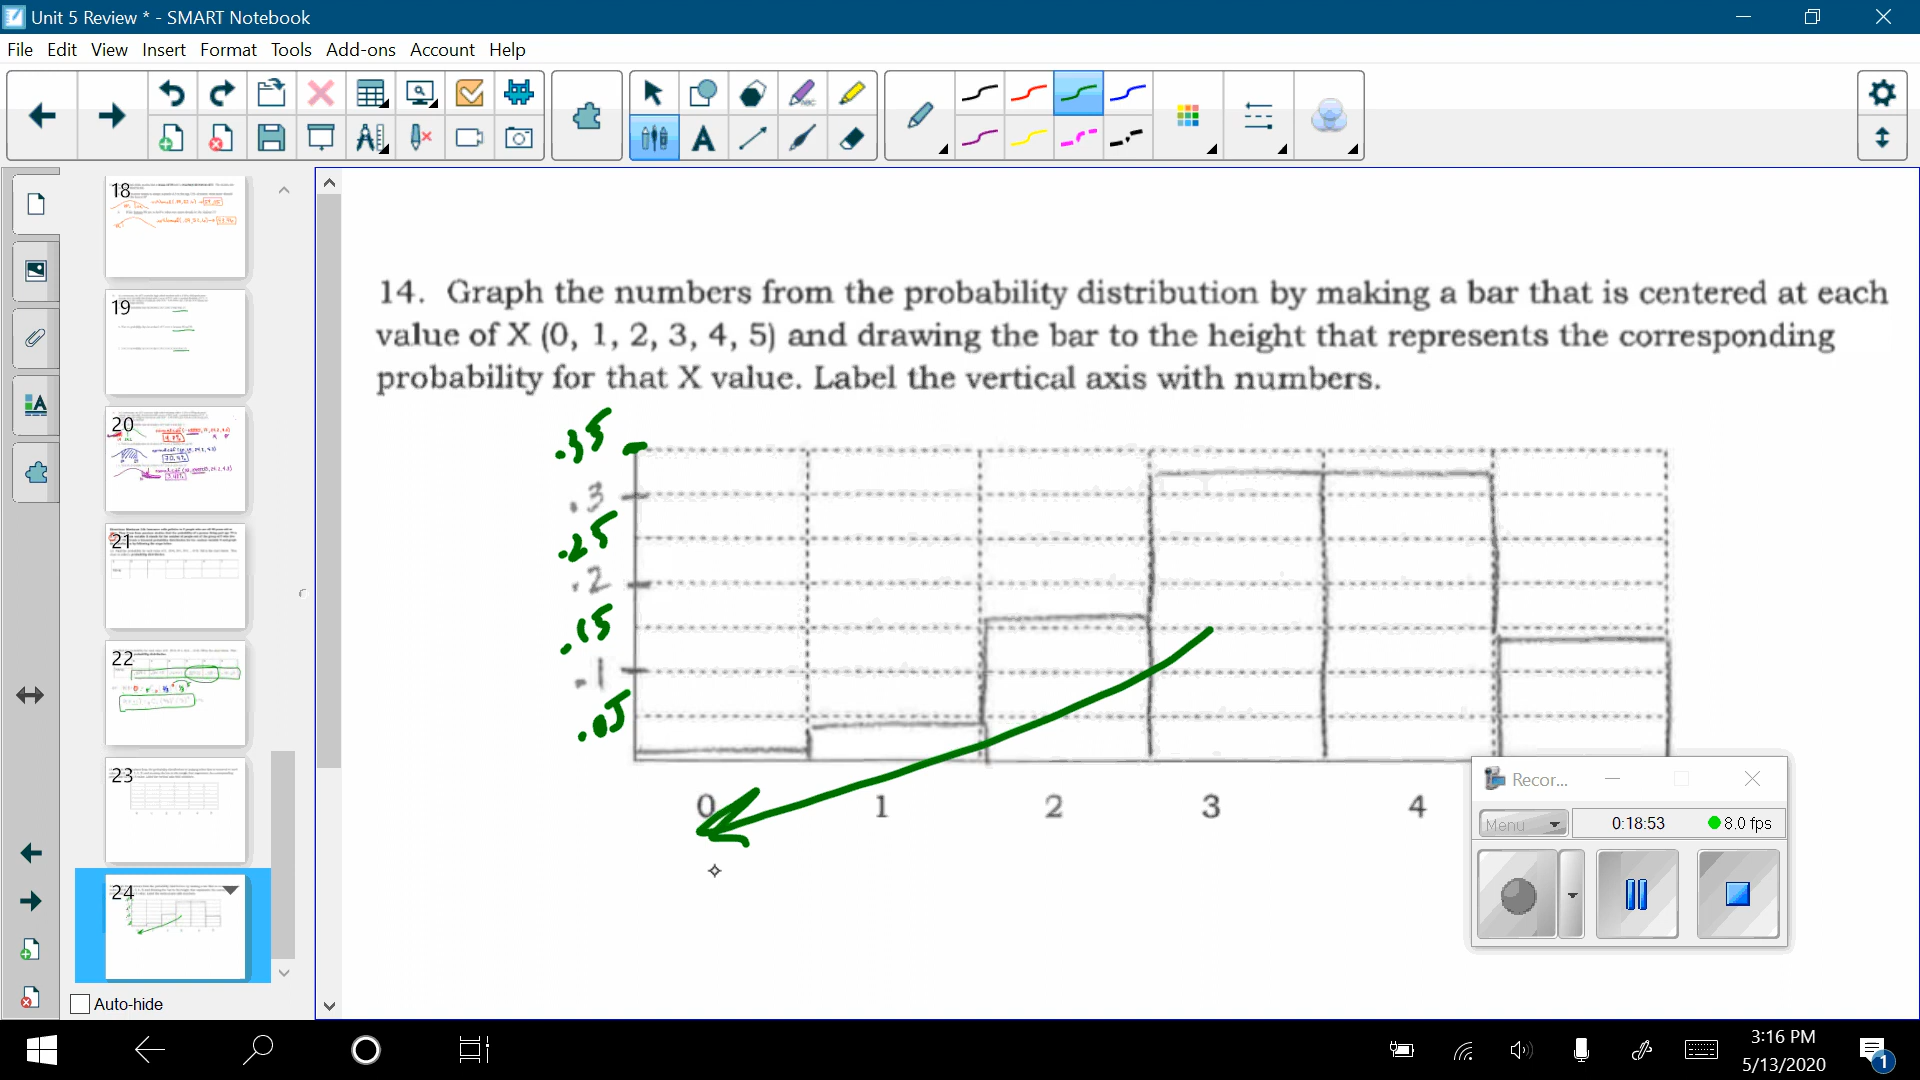 Unit 5 Review * - SMART Notebook
File Edit View Insert Format Tools Add-ons Account Help
18
19
20
21
22
23
24
Auto-hide
14. Graph the numbers from the probability distribution by making a bar that is centered at each
value of X (0, 1, 2, 3, 4, 5) and drawing the bar to the height that represents the corresponding
probability for that X value. Label the vertical axis with numbers.
.35
.3
.25
.2
.15
.1
.05
0 1 2 3 4
Recor...
Menu 0:18:53 8.0 fps
3:16 PM
5/13/2020
1